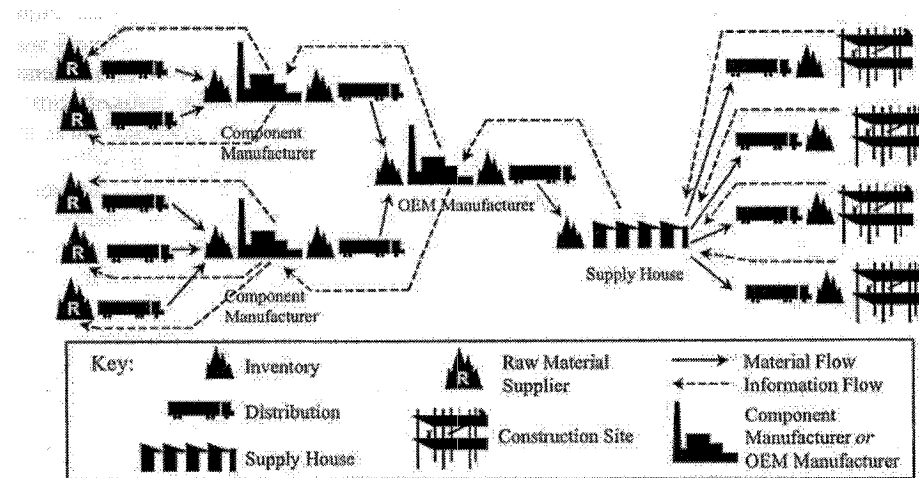 R
R
Component
Manufacturer
OEM Manufacturer
R
R
R
Component
Manufacturer
Supply House
Key:
Inventory
R
Raw Material
Supplier
Material Flow
Information Flow
Distribution
Construction Site
Component
Manufacturer or
OEM Manufacturer
Supply House